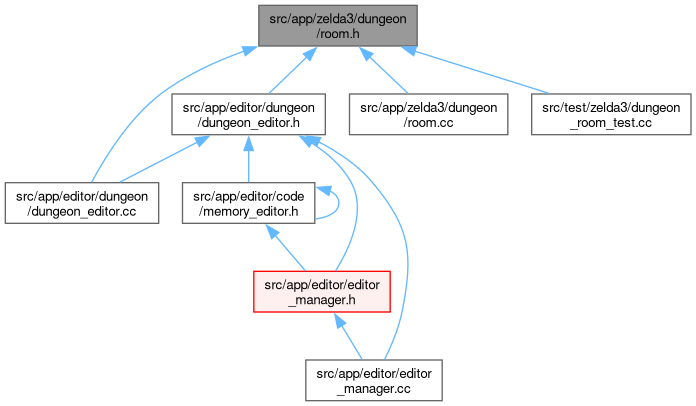 src/app/zelda3/dungeon
/room.h
src/app/editor/dungeon
/dungeon_editor.h
src/app/zelda3/dungeon
/room.cc
src/test/zelda3/dungeon
_room_test.cc
src/app/editor/dungeon
/dungeon_editor.cc
src/app/editor/code
/memory_editor.h
src/app/editor/editor
_manager.h
src/app/editor/editor
_manager.cc